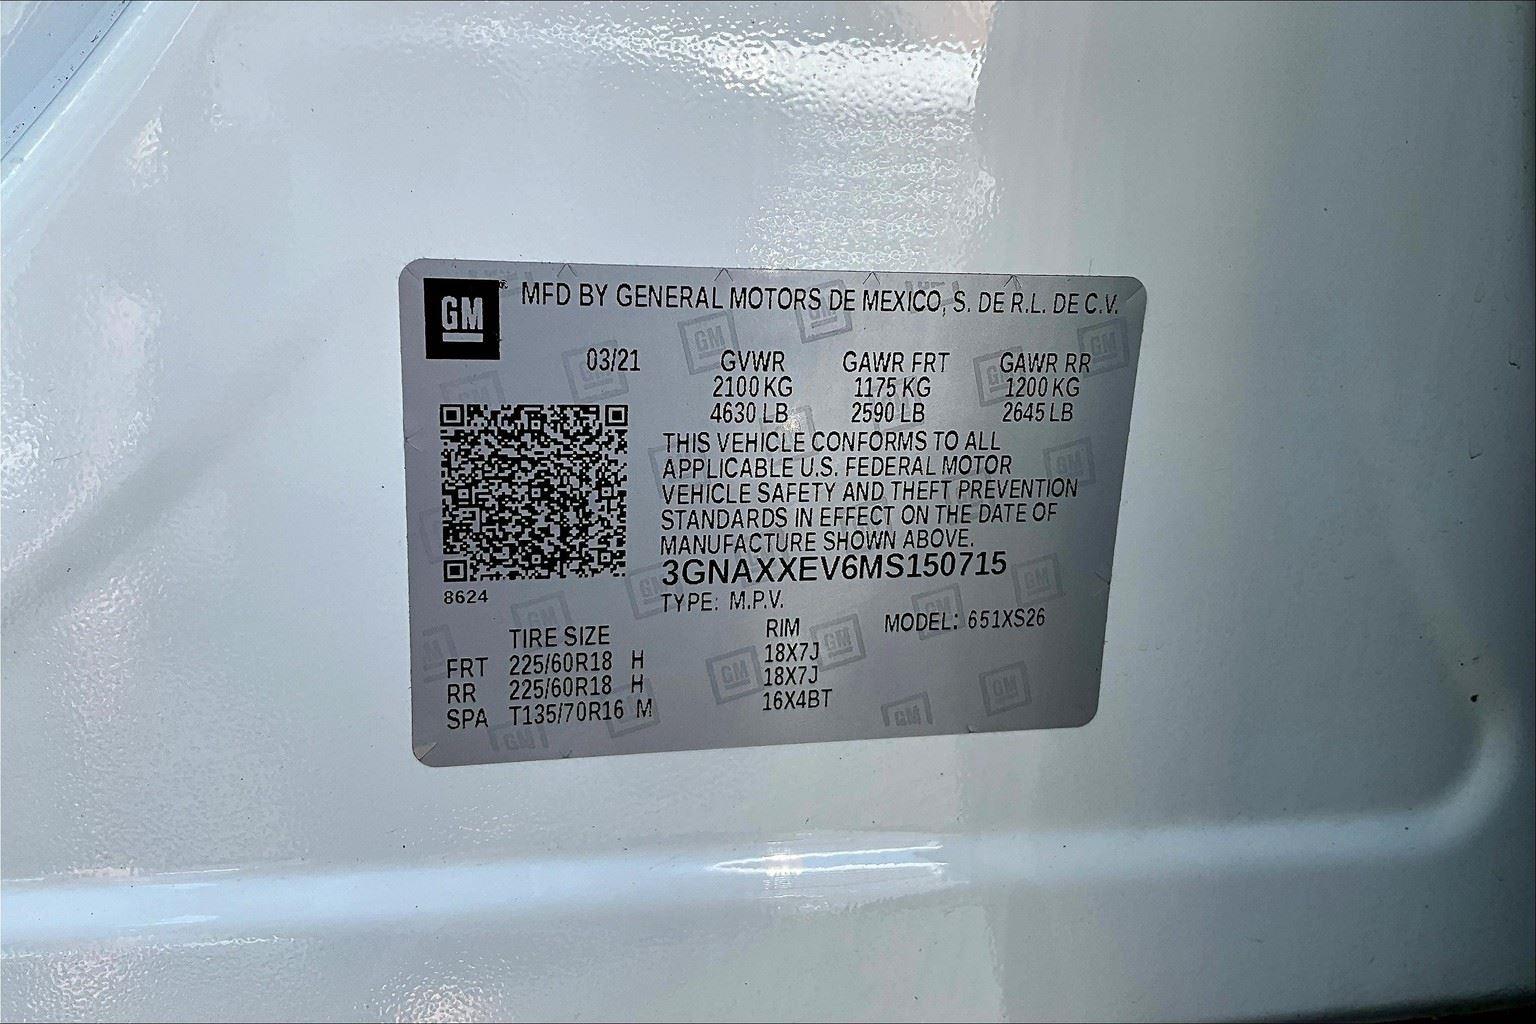 GM® MFD BY GENERAL MOTORS DE MEXICO, S. DE R.L. DE C.V.
03/21 GVWR GAWR FRT GAWR RR
2100 KG 1175 KG 1200 KG
4630 LB 2590 LB 2645 LB
THIS VEHICLE CONFORMS TO ALL
APPLICABLE U.S. FEDERAL MOTOR
VEHICLE SAFETY AND THEFT PREVENTION
STANDARDS IN EFFECT ON THE DATE OF
MANUFACTURE SHOWN ABOVE.
3GNAXXEV6MS150715
8624
TYPE: M.P.V.
TIRE SIZE RIM MODEL: 651XS26
FRT 225/60R18 H 18X7J
RR 225/60R18 H 18X7J
SPA T135/70R16 M 16X4BT